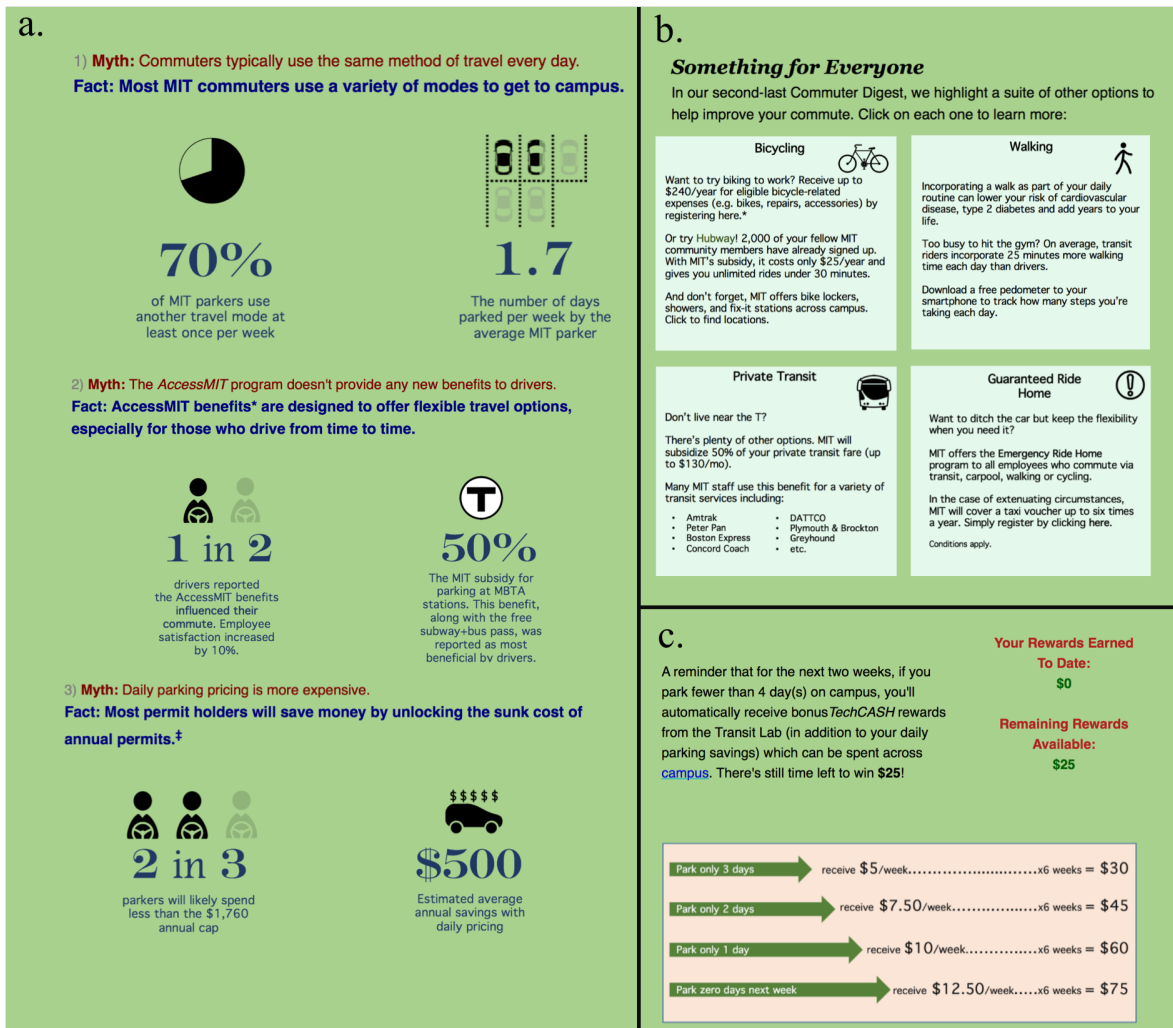 a.
1) Myth: Commuters typically use the same method of travel every day.
Fact: Most MIT commuters use a variety of modes to get to campus.
70%
of MIT parkers use
another travel mode at
least once per week
1.7
The number of days
parked per week by the
average MIT parker
2) Myth: The AccessMIT program doesn't provide any new benefits to drivers.
Fact: AccessMIT benefits* are designed to offer flexible travel options,
especially for those who drive from time to time.
1 in 2
drivers reported
the AccessMIT benefits
influenced their
commute. Employee
satisfaction increased
by 10%.
T
50%
The MIT subsidy for
parking at MBTA
stations. This benefit,
along with the free
subway+bus pass, was
reported as most
beneficial by drivers.
3) Myth: Daily parking pricing is more expensive.
Fact: Most permit holders will save money by unlocking the sunk cost of
annual permits.‡
2 in 3
parkers will likely spend
less than the $1,760
annual cap
$$$$$
$500
Estimated average
annual savings with
daily pricing
b.
Something for Everyone
In our second-last Commuter Digest, we highlight a suite of other options to
help improve your commute. Click on each one to learn more:
Bicycling
Want to try biking to work? Receive up to
$240/year for eligible bicycle-related
expenses (e.g. bikes, repairs, accessories) by
registering here.*
Or try Hubway! 2,000 of your fellow MIT
community members have already signed up.
With MIT's subsidy, it costs only $25/year and
gives you unlimited rides under 30 minutes.
And don't forget, MIT offers bike lockers,
showers, and fix-it stations across campus.
Click to find locations.
Walking
Incorporating a walk as part of your daily
routine can lower your risk of cardiovascular
disease, type 2 diabetes and add years to your
life.
Too busy to hit the gym? On average, transit
riders incorporate 25 minutes more walking
time each day than drivers.
Download a free pedometer to your
smartphone to track how many steps you're
taking each day.
Private Transit
Don't live near the T?
There's plenty of other options. MIT will
subsidize 50% of your private transit fare (up
to $130/mo).
Many MIT staff use this benefit for a variety of
transit services including:
• Amtrak
• Peter Pan
• Boston Express
• Concord Coach
• DATTCO
• Plymouth & Brockton
• Greyhound
• etc.
Guaranteed Ride
Home
Want to ditch the car but keep the flexibility
when you need it?
MIT offers the Emergency Ride Home
program to all employees who commute via
transit, carpool, walking or cycling.
In the case of extenuating circumstances,
MIT will cover a taxi voucher up to six times
a year. Simply register by clicking here.
Conditions apply.
c.
A reminder that for the next two weeks, if you
park fewer than 4 day(s) on campus, you'll
automatically receive bonus TechCASH rewards
from the Transit Lab (in addition to your daily
parking savings) which can be spent across
campus. There's still time left to win $25!
Your Rewards Earned
To Date:
$0
Remaining Rewards
Available:
$25
Park only 3 days receive $5/week.............................x6 weeks = $30
Park only 2 days receive $7.50/week...................x6 weeks = $45
Park only 1 day receive $10/week................x6 weeks = $60
Park zero days next week receive $12.50/week.....x6 weeks = $75